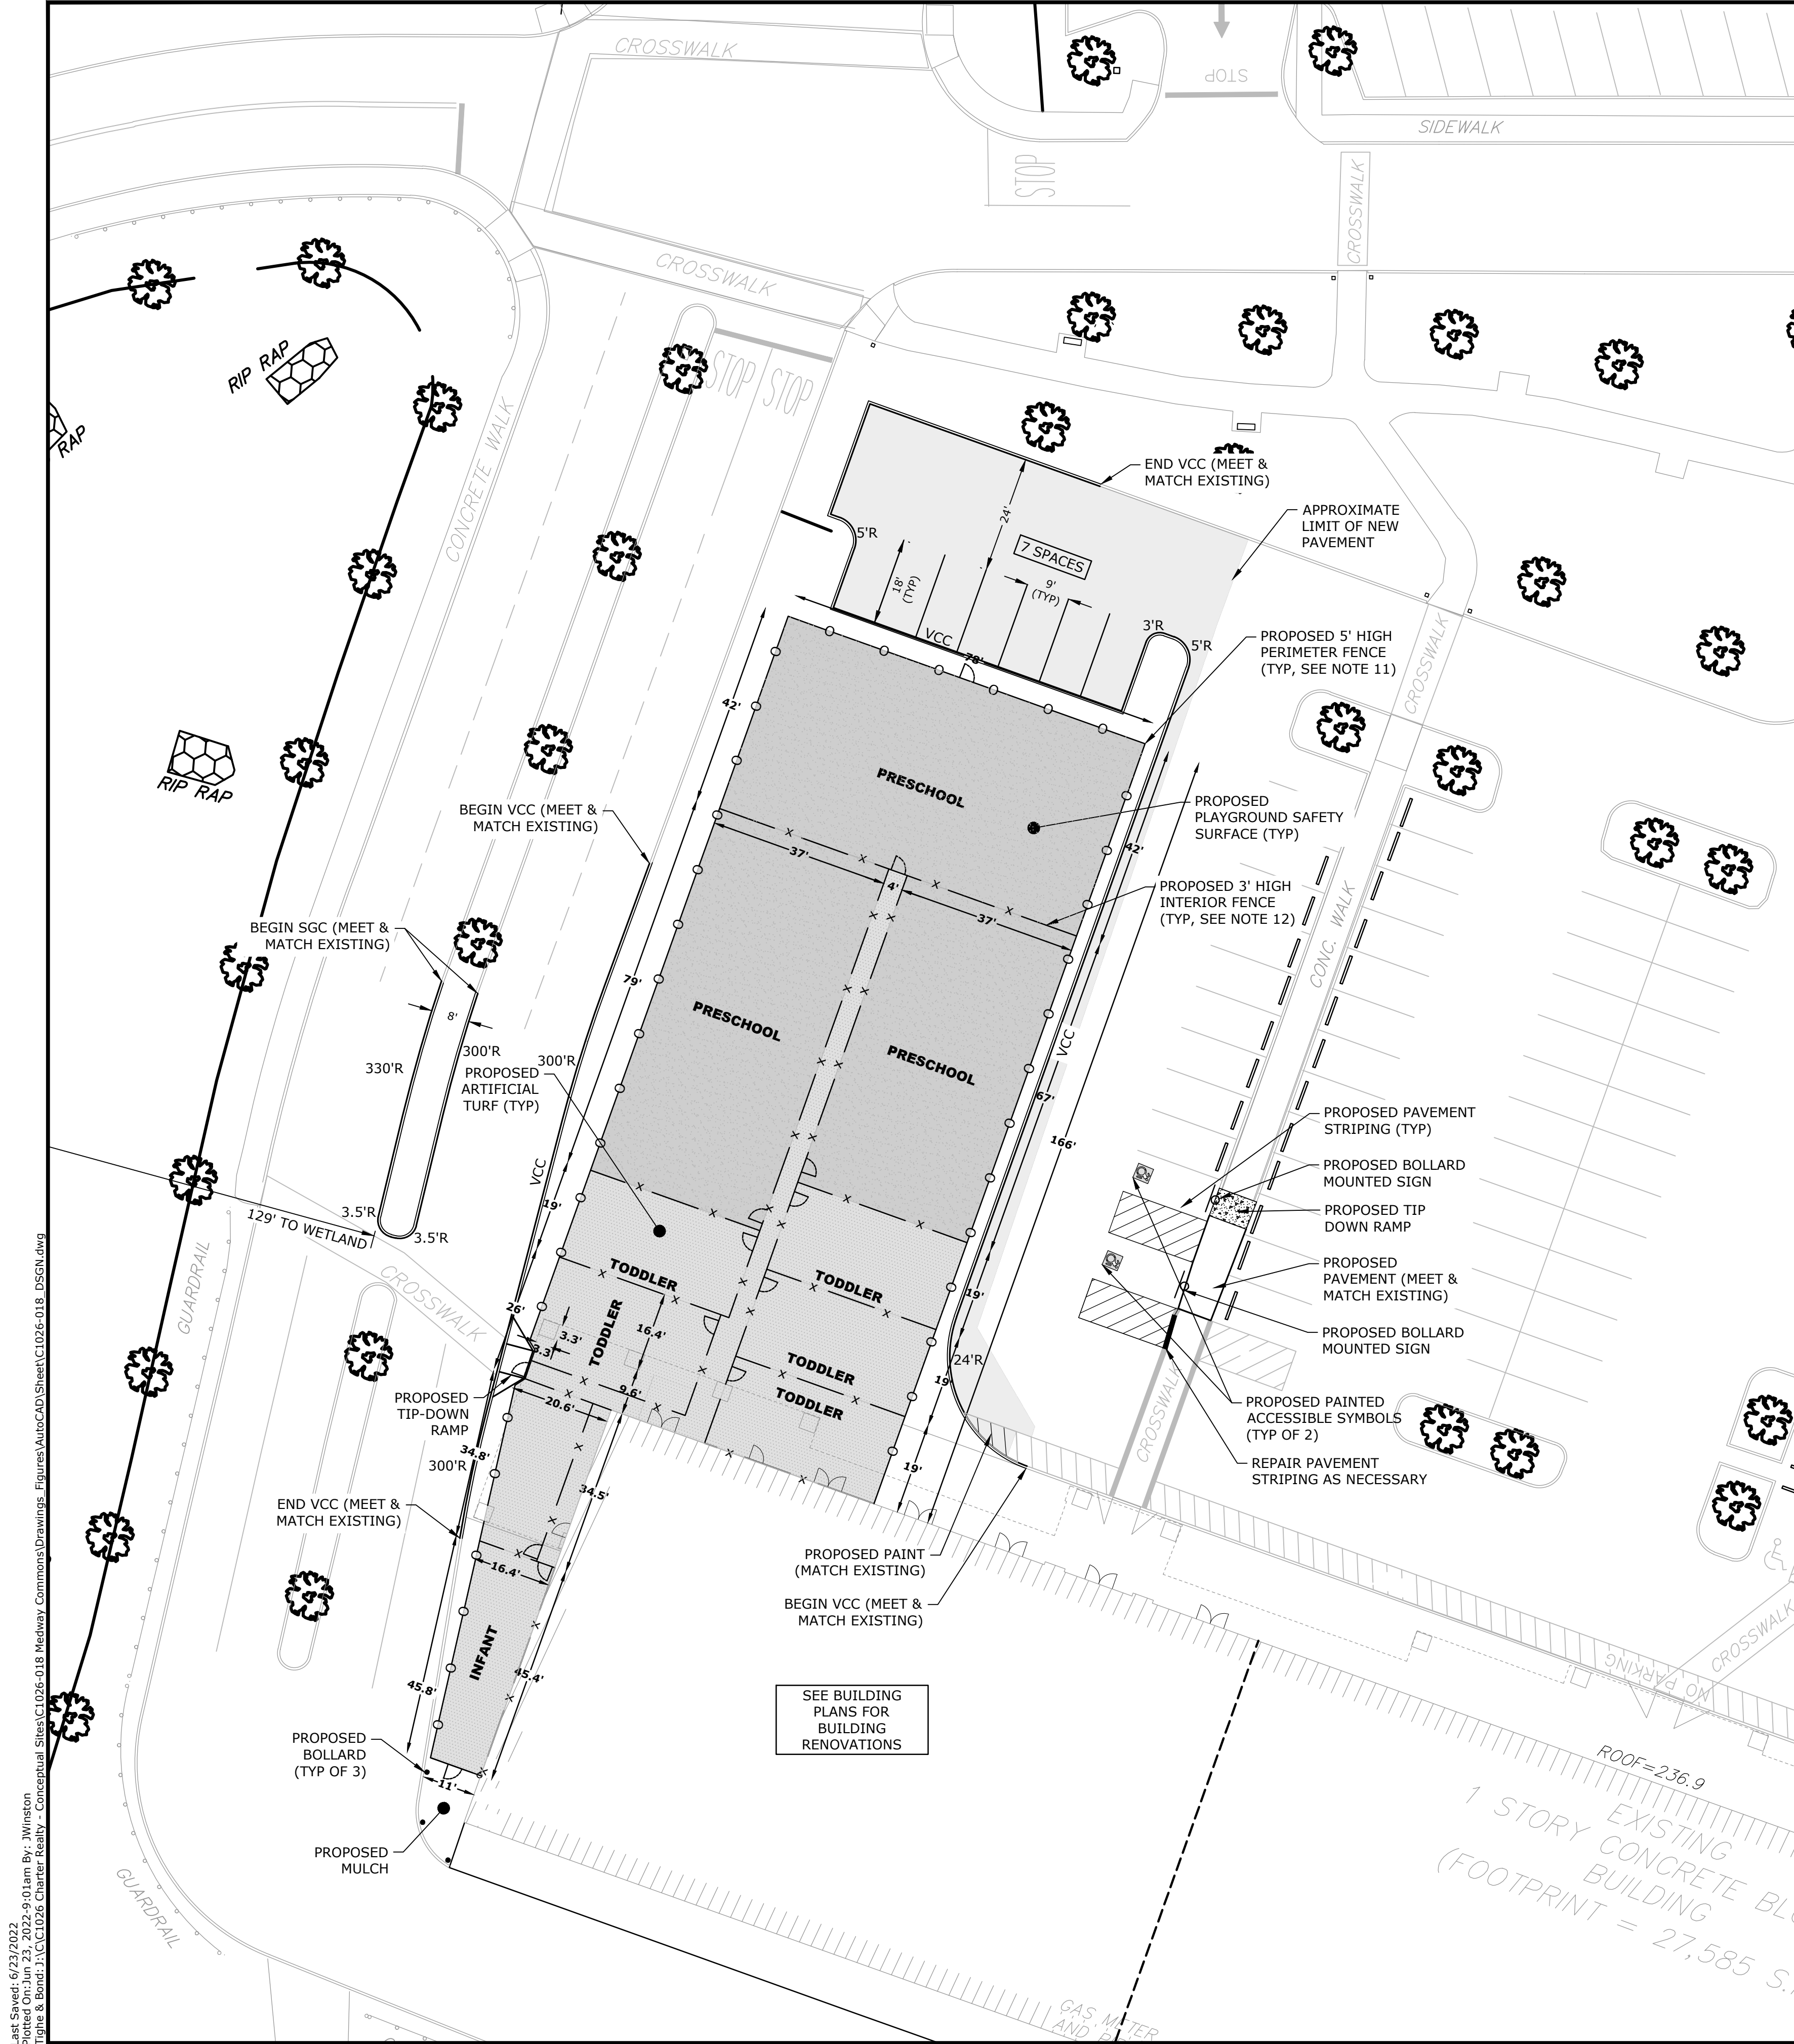 CROSSWALK
STOP
SIDEWALK
STOP
CROSSWALK
CROSSWALK
RIP RAP
STOP
STOP
RAP
CONCRETE WALK
END VCC (MEET &
MATCH EXISTING)
APPROXIMATE
LIMIT OF NEW
PAVEMENT
24'
5'R
7 SPACES
18'
(TYP)
9'
(TYP)
VCC
78'
3'R
5'R
PROPOSED 5' HIGH
PERIMETER FENCE
(TYP, SEE NOTE 11)
CROSSWALK
42'
RIP RAP
PRESCHOOL
BEGIN VCC (MEET &
MATCH EXISTING)
PROPOSED
PLAYGROUND SAFETY
SURFACE (TYP)
42'
37'
4'
37'
PROPOSED 3' HIGH
INTERIOR FENCE
(TYP, SEE NOTE 12)
BEGIN SGC (MEET &
MATCH EXISTING)
CONC. WALK
79'
8'
PRESCHOOL
PRESCHOOL
VCC
330'R
300'R
300'R
PROPOSED
ARTIFICIAL
TURF (TYP)
67'
166'
PROPOSED PAVEMENT
STRIPING (TYP)
VCC
PROPOSED BOLLARD
MOUNTED SIGN
3.5'R
3.5'R
129' TO WETLAND
19'
PROPOSED TIP
DOWN RAMP
GUARDRAIL
CROSSWALK
TODDLER
TODDLER
PROPOSED
PAVEMENT (MEET &
MATCH EXISTING)
26'
19'
3.3'
3.3'
TODDLER
16.4'
PROPOSED BOLLARD
MOUNTED SIGN
24'R
TODDLER
19'
TODDLER
PROPOSED
TIP-DOWN
RAMP
20.6'
9.6'
CROSSWALK
PROPOSED PAINTED
ACCESSIBLE SYMBOLS
(TYP OF 2)
34.8'
300'R
34.5'
19'
REPAIR PAVEMENT
STRIPING AS NECESSARY
END VCC (MEET &
MATCH EXISTING)
PROPOSED PAINT
(MATCH EXISTING)
16.4'
BEGIN VCC (MEET &
MATCH EXISTING)
INFANT
45.8'
45.4'
CROSSWALK
NO PARKING
SEE BUILDING
PLANS FOR
BUILDING
RENOVATIONS
PROPOSED
BOLLARD
(TYP OF 3)
11'
6'
PROPOSED
MULCH
ROOF=236.9
EXISTING
1 STORY CONCRETE BL
BUILDING
(FOOTPRINT = 27,585 S.
GUARDRAIL
GAS METER
Last Saved: 6/23/2022
Plotted On:Jun 23, 2022-9:01am By: JWinston
Tighe & Bond: J:\C\C1026 Charter Realty - Conceptual Sites\C1026-018 Medway Commons\Drawings_Figures\AutoCAD\Sheet\C1026-018_DSGN.dwg